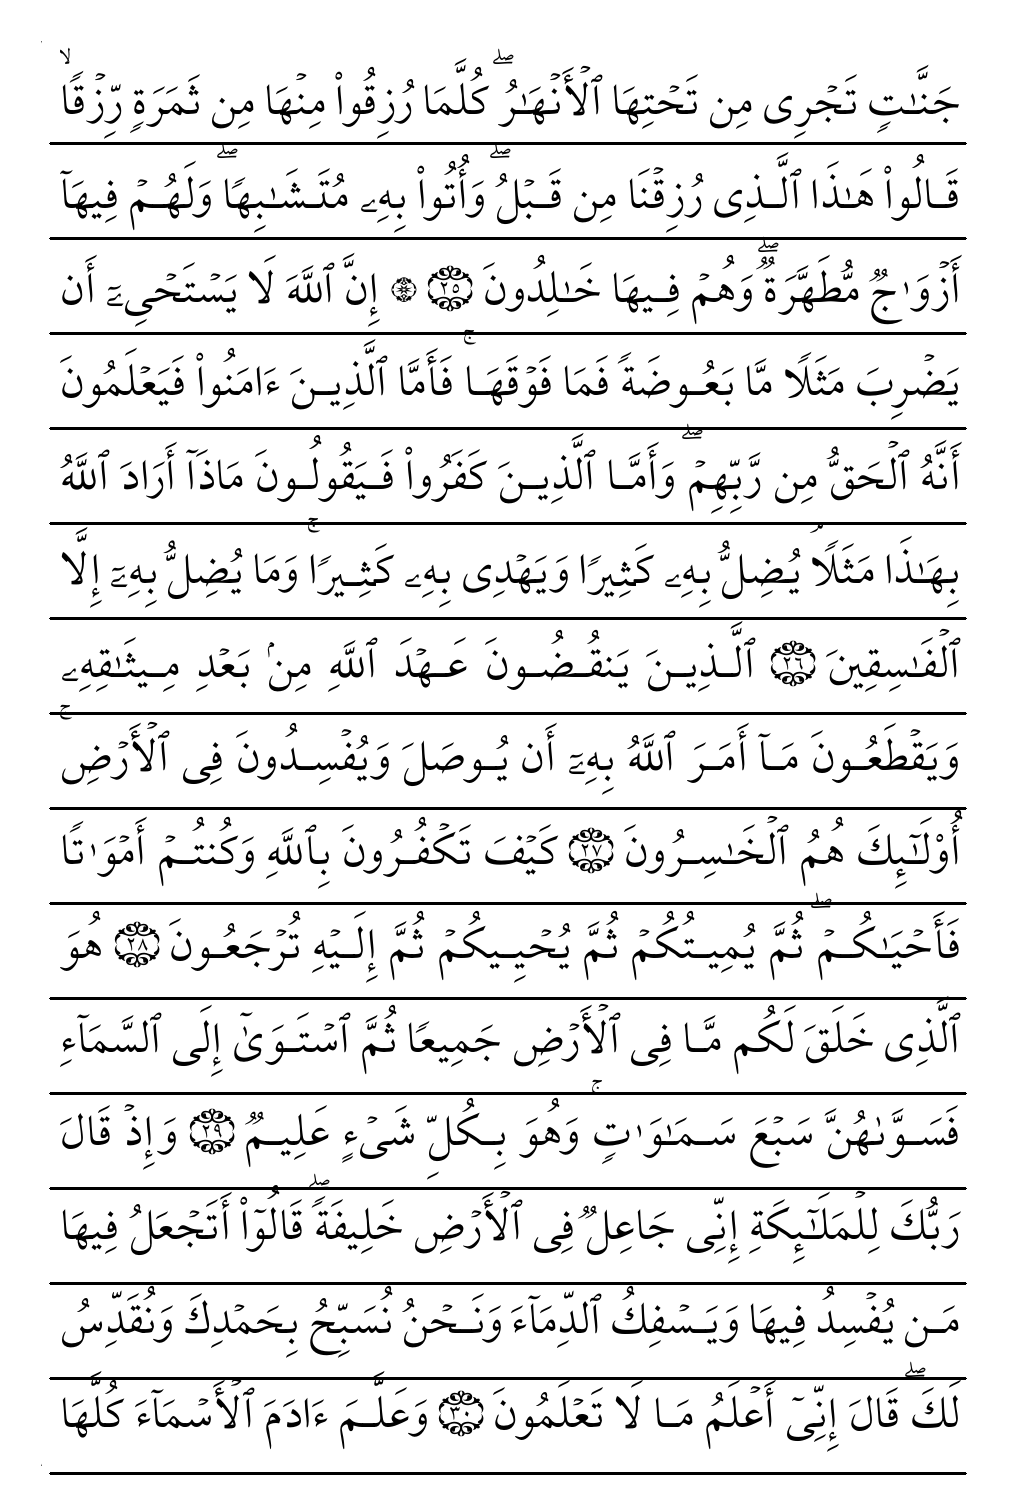 جَنَّـٰتٍ تَجْرِى مِن تَحْتِهَا ٱلْأَنْهَـٰرُ ۖ كُلَّمَا رُزِقُوا۟ مِنْهَا مِن ثَمَرَةٍ رِّزْقًا ۙ
قَالُوا۟ هَـٰذَا ٱلَّذِى رُزِقْنَا مِن قَبْلُ ۖ وَأُتُوا۟ بِهِۦ مُتَشَـٰبِهًا ۖ وَلَهُمْ فِيهَآ
أَزْوَٰجٌ مُّطَهَّرَةٌ ۖ وَهُمْ فِيهَا خَـٰلِدُونَ ٢٥ ۞ إِنَّ ٱللَّهَ لَا يَسْتَحْىِۦٓ أَن
يَضْرِبَ مَثَلًا مَّا بَعُوضَةً فَمَا فَوْقَهَا ۚ فَأَمَّا ٱلَّذِينَ ءَامَنُوا۟ فَيَعْلَمُونَ
أَنَّهُ ٱلْحَقُّ مِن رَّبِّهِمْ ۖ وَأَمَّا ٱلَّذِينَ كَفَرُوا۟ فَيَقُولُونَ مَاذَآ أَرَادَ ٱللَّهُ
بِهَـٰذَا مَثَلًا ۘ يُضِلُّ بِهِۦ كَثِيرًا وَيَهْدِى بِهِۦ كَثِيرًا ۚ وَمَا يُضِلُّ بِهِۦٓ إِلَّا
ٱلْفَـٰسِقِينَ ٢٦ ٱلَّذِينَ يَنقُضُونَ عَهْدَ ٱللَّهِ مِنۢ بَعْدِ مِيثَـٰقِهِۦ
وَيَقْطَعُونَ مَآ أَمَرَ ٱللَّهُ بِهِۦٓ أَن يُوصَلَ وَيُفْسِدُونَ فِى ٱلْأَرْضِ ۚ
أُو۟لَـٰٓئِكَ هُمُ ٱلْخَـٰسِرُونَ ٢٧ كَيْفَ تَكْفُرُونَ بِٱللَّهِ وَكُنتُمْ أَمْوَٰتًا
فَأَحْيَـٰكُمْ ۖ ثُمَّ يُمِيتُكُمْ ثُمَّ يُحْيِيكُمْ ثُمَّ إِلَيْهِ تُرْجَعُونَ ٢٨ هُوَ
ٱلَّذِى خَلَقَ لَكُم مَّا فِى ٱلْأَرْضِ جَمِيعًا ثُمَّ ٱسْتَوَىٰٓ إِلَى ٱلسَّمَآءِ
فَسَوَّىٰهُنَّ سَبْعَ سَمَـٰوَٰتٍ ۚ وَهُوَ بِكُلِّ شَىْءٍ عَلِيمٌ ٢٩ وَإِذْ قَالَ
رَبُّكَ لِلْمَلَـٰٓئِكَةِ إِنِّى جَاعِلٌ فِى ٱلْأَرْضِ خَلِيفَةً ۖ قَالُوٓا۟ أَتَجْعَلُ فِيهَا
مَن يُفْسِدُ فِيهَا وَيَسْفِكُ ٱلدِّمَآءَ وَنَحْنُ نُسَبِّحُ بِحَمْدِكَ وَنُقَدِّسُ
لَكَ ۖ قَالَ إِنِّىٓ أَعْلَمُ مَا لَا تَعْلَمُونَ ٣٠ وَعَلَّمَ ءَادَمَ ٱلْأَسْمَآءَ كُلَّهَا